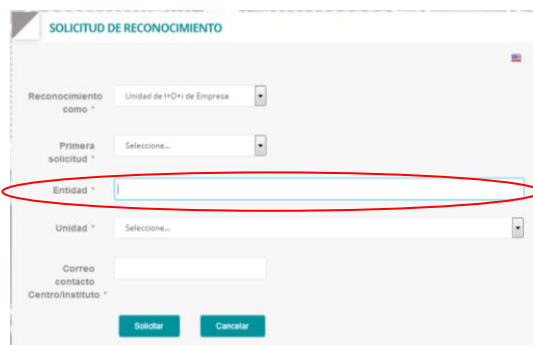 SOLICITUD DE RECONOCIMIENTO
Reconocimiento
como *
Unidad de I+D+i de Empresa
Primera
solicitud *
Seleccione...
Entidad *
Unidad *
Seleccione...
Correo
contacto
Centro/Instituto *
Solicitar
Cancelar